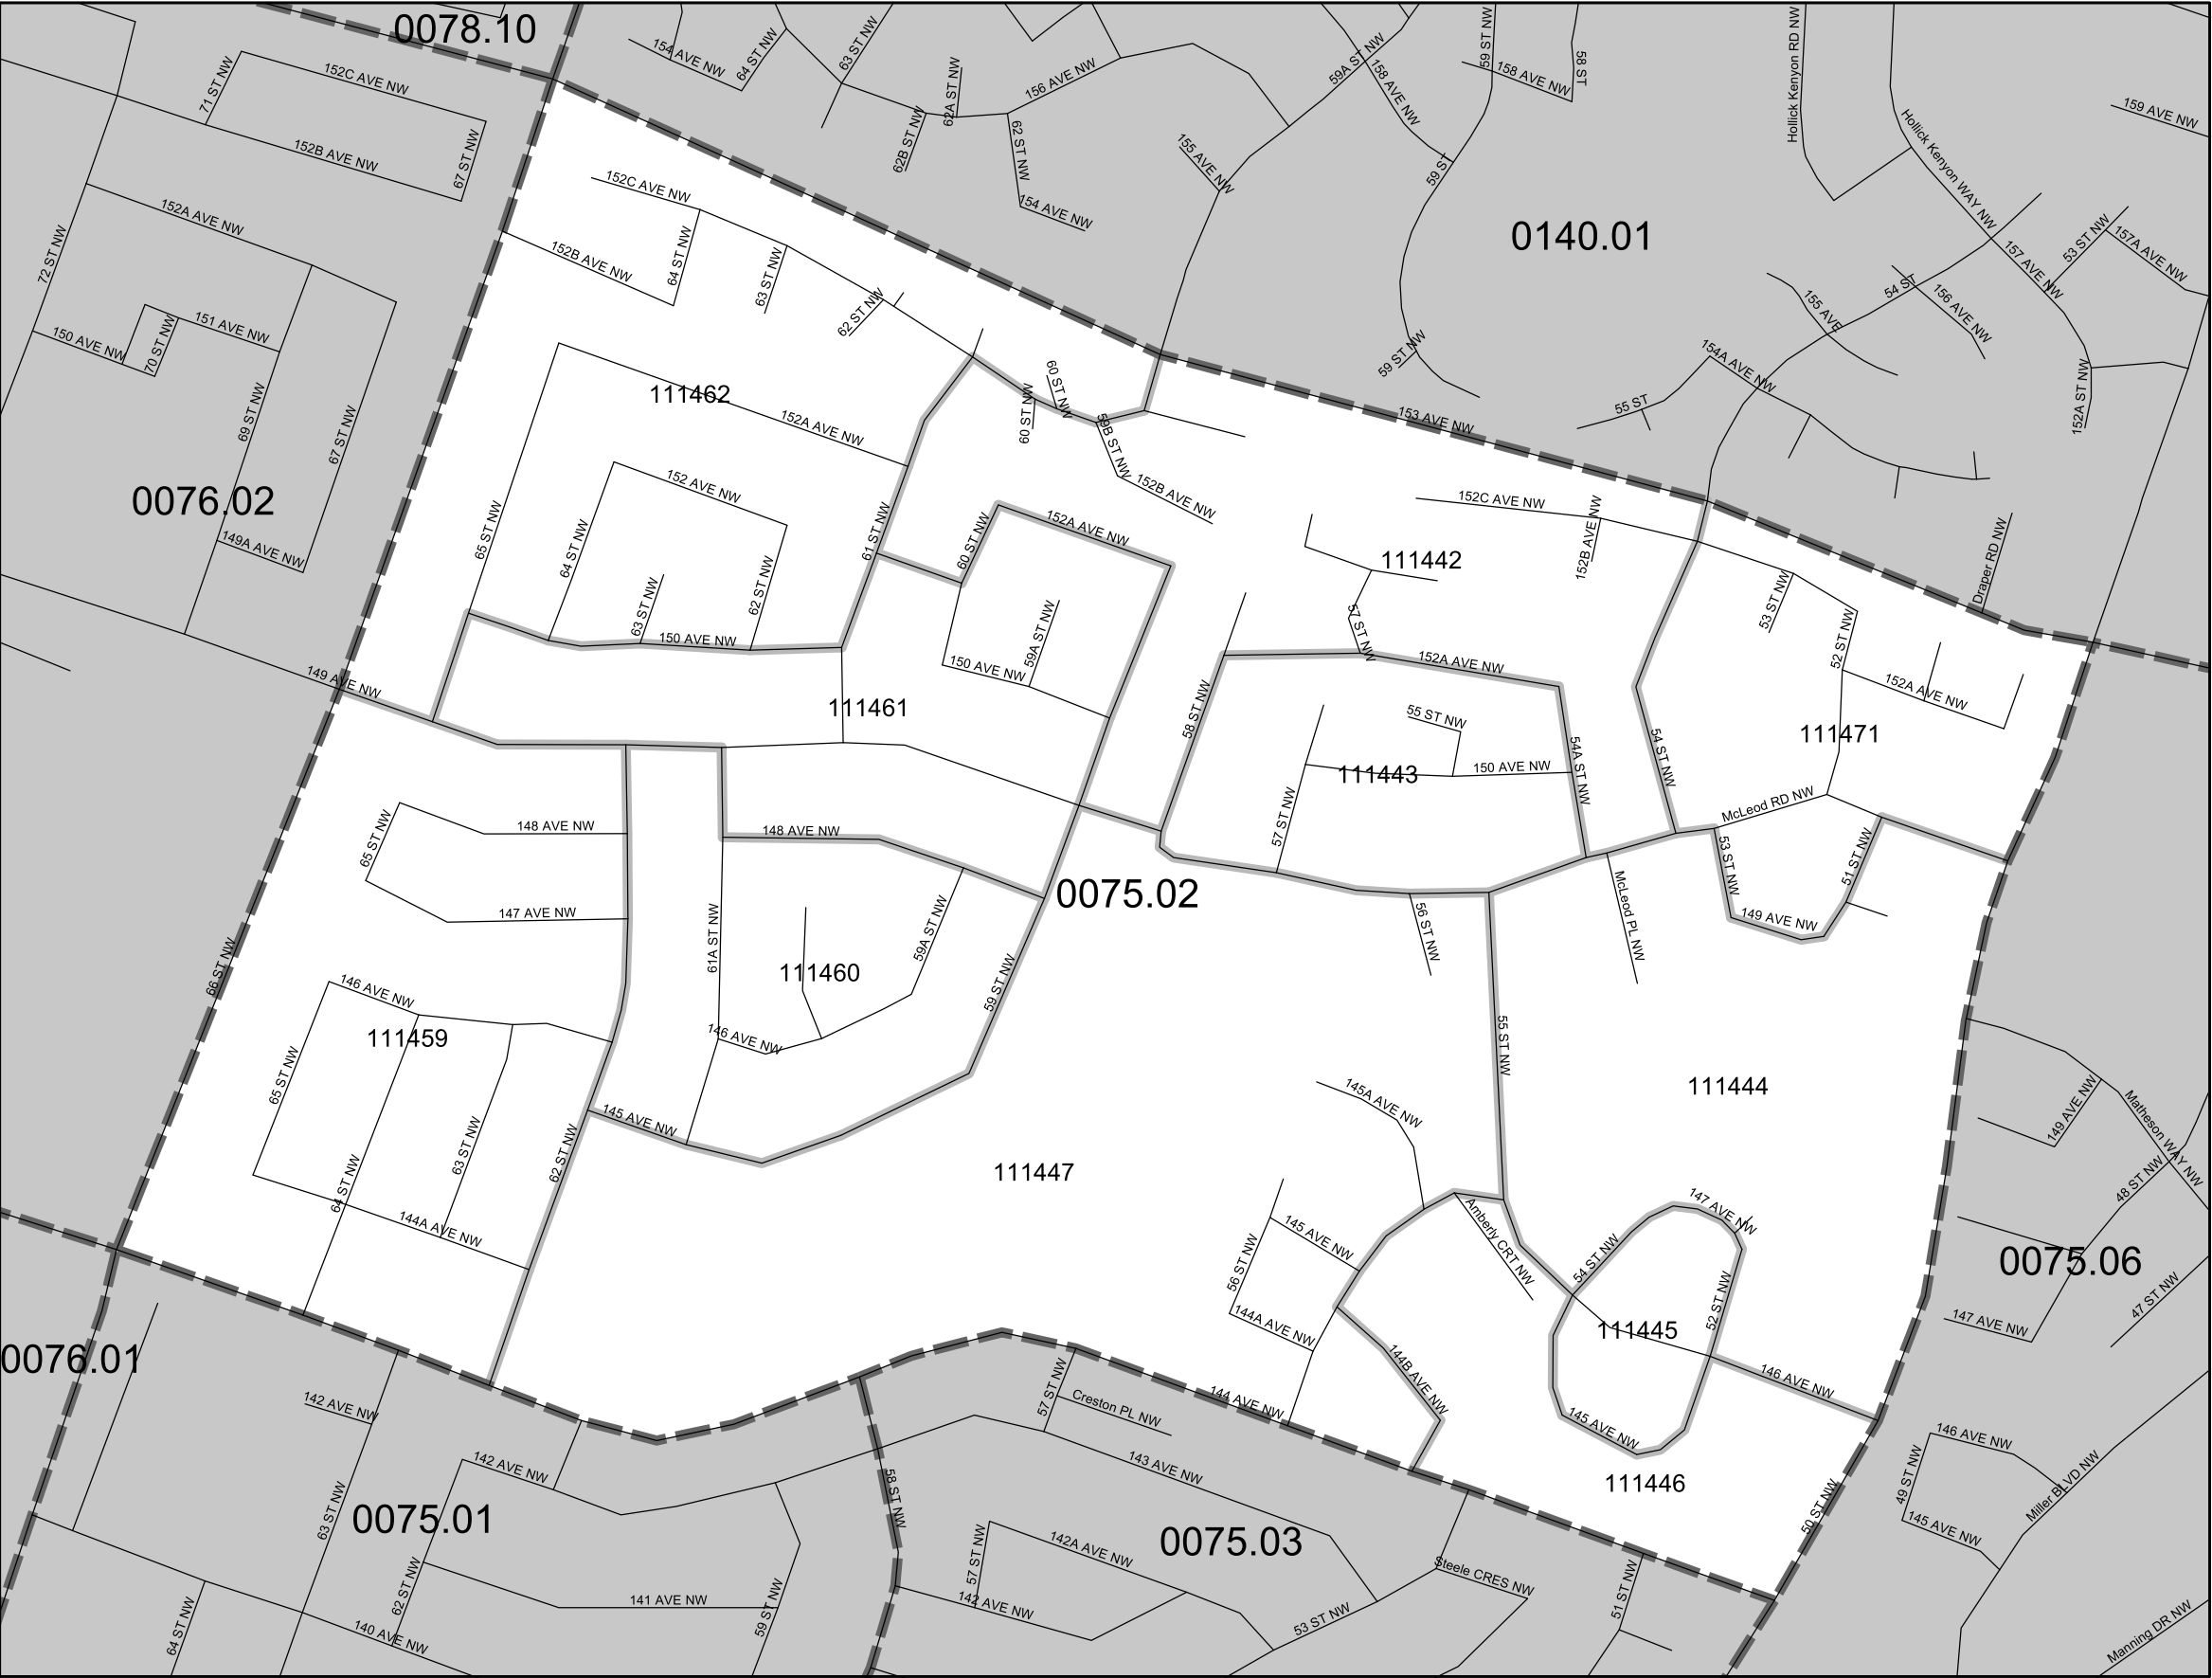 0078.10
154 AVE NW
64 ST NW
63 ST NW
62A ST NW
62B ST NW
156 AVE NW
62 ST NW
154 AVE NW
155 AVE NW
59A ST NW
158 AVE NW
59 ST NW
158 AVE NW
58 ST
59 ST
59 ST NW
0140.01
Hollick Kenyon RD NW
Hollick Kenyon WAY NW
159 AVE NW
53 ST NW
157A AVE NW
157 AVE NW
54 ST
156 AVE NW
155 AVE
154A AVE NW
55 ST
152A ST NW
153 AVE NW
Draper RD NW
71 ST NW
152C AVE NW
152B AVE NW
67 ST NW
152A AVE NW
72 ST NW
150 AVE NW
70 ST NW
151 AVE NW
69 ST NW
67 ST NW
0076.02
149A AVE NW
149 AVE NW
152C AVE NW
152B AVE NW
64 ST NW
63 ST NW
62 ST NW
111462
152A AVE NW
65 ST NW
152 AVE NW
64 ST NW
63 ST NW
62 ST NW
150 AVE NW
61 ST NW
60 ST NW
60 ST NW
59B ST NW
152B AVE NW
152A AVE NW
60 ST NW
59A ST NW
150 AVE NW
111461
152C AVE NW
152B AVE NW
111442
57 ST NW
152A AVE NW
58 ST NW
55 ST NW
111443
150 AVE NW
57 ST NW
54A ST NW
54 ST NW
53 ST NW
52 ST NW
152A AVE NW
111471
McLeod RD NW
53 ST NW
51 ST NW
149 AVE NW
McLeod PL NW
148 AVE NW
65 ST NW
147 AVE NW
148 AVE NW
61A ST NW
59A ST NW
111460
146 AVE NW
59 ST NW
0075.02
56 ST NW
55 ST NW
66 ST NW
146 AVE NW
111459
65 ST NW
64 ST NW
63 ST NW
62 ST NW
144A AVE NW
145 AVE NW
111447
111444
145A AVE NW
145 AVE NW
56 ST NW
144A AVE NW
Amberly CRT NW
144B AVE NW
144 AVE NW
147 AVE NW
54 ST NW
52 ST NW
111445
145 AVE NW
146 AVE NW
111446
50 ST NW
149 AVE NW
Matheson WAY NW
48 ST NW
0075.06
147 AVE NW
47 ST NW
146 AVE NW
49 ST NW
145 AVE NW
Miller BLVD NW
Manning DR NW
0076.01
142 AVE NW
63 ST NW
142 AVE NW
0075.01
62 ST NW
141 AVE NW
64 ST NW
140 AVE NW
59 ST NW
58 ST NW
57 ST NW
Creston PL NW
143 AVE NW
0075.03
57 ST NW
142A AVE NW
142 AVE NW
Steele CRES NW
53 ST NW
51 ST NW